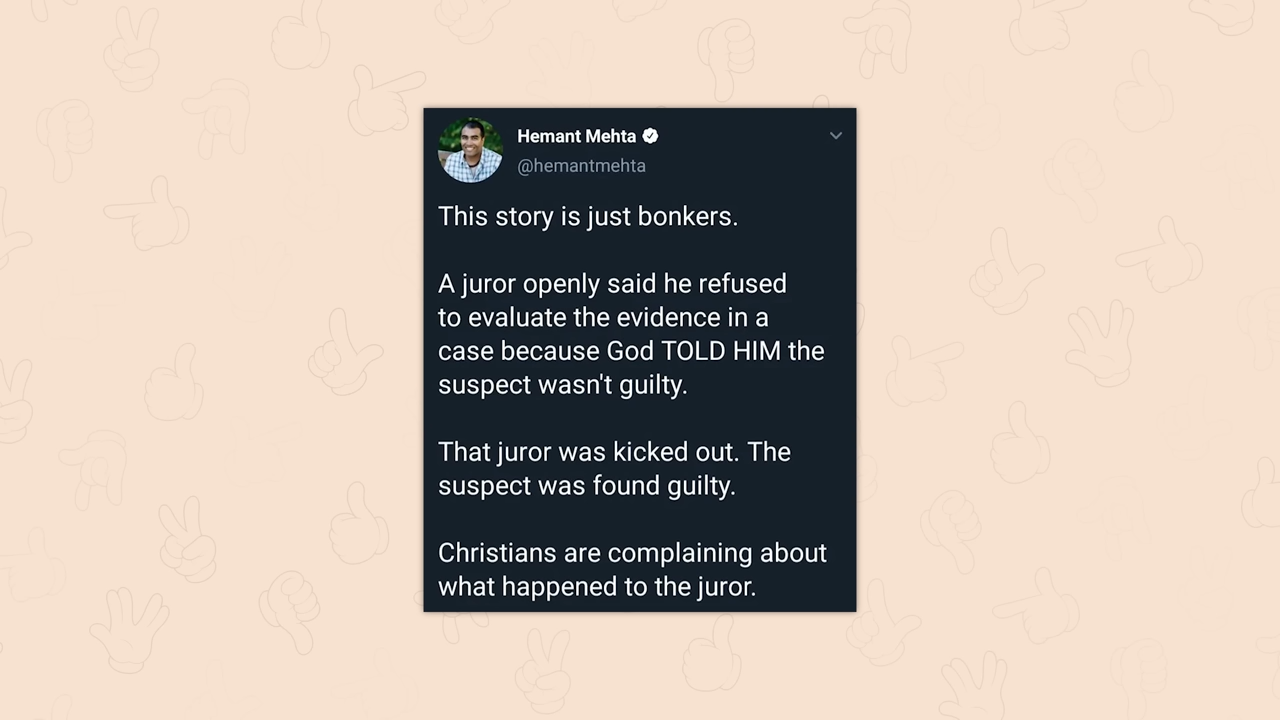 Hemant Mehta
@hemantmehta
This story is just bonkers.
A juror openly said he refused
to evaluate the evidence in a
case because God TOLD HIM the
suspect wasn't guilty.
That juror was kicked out. The
suspect was found guilty.
Christians are complaining about
what happened to the juror.